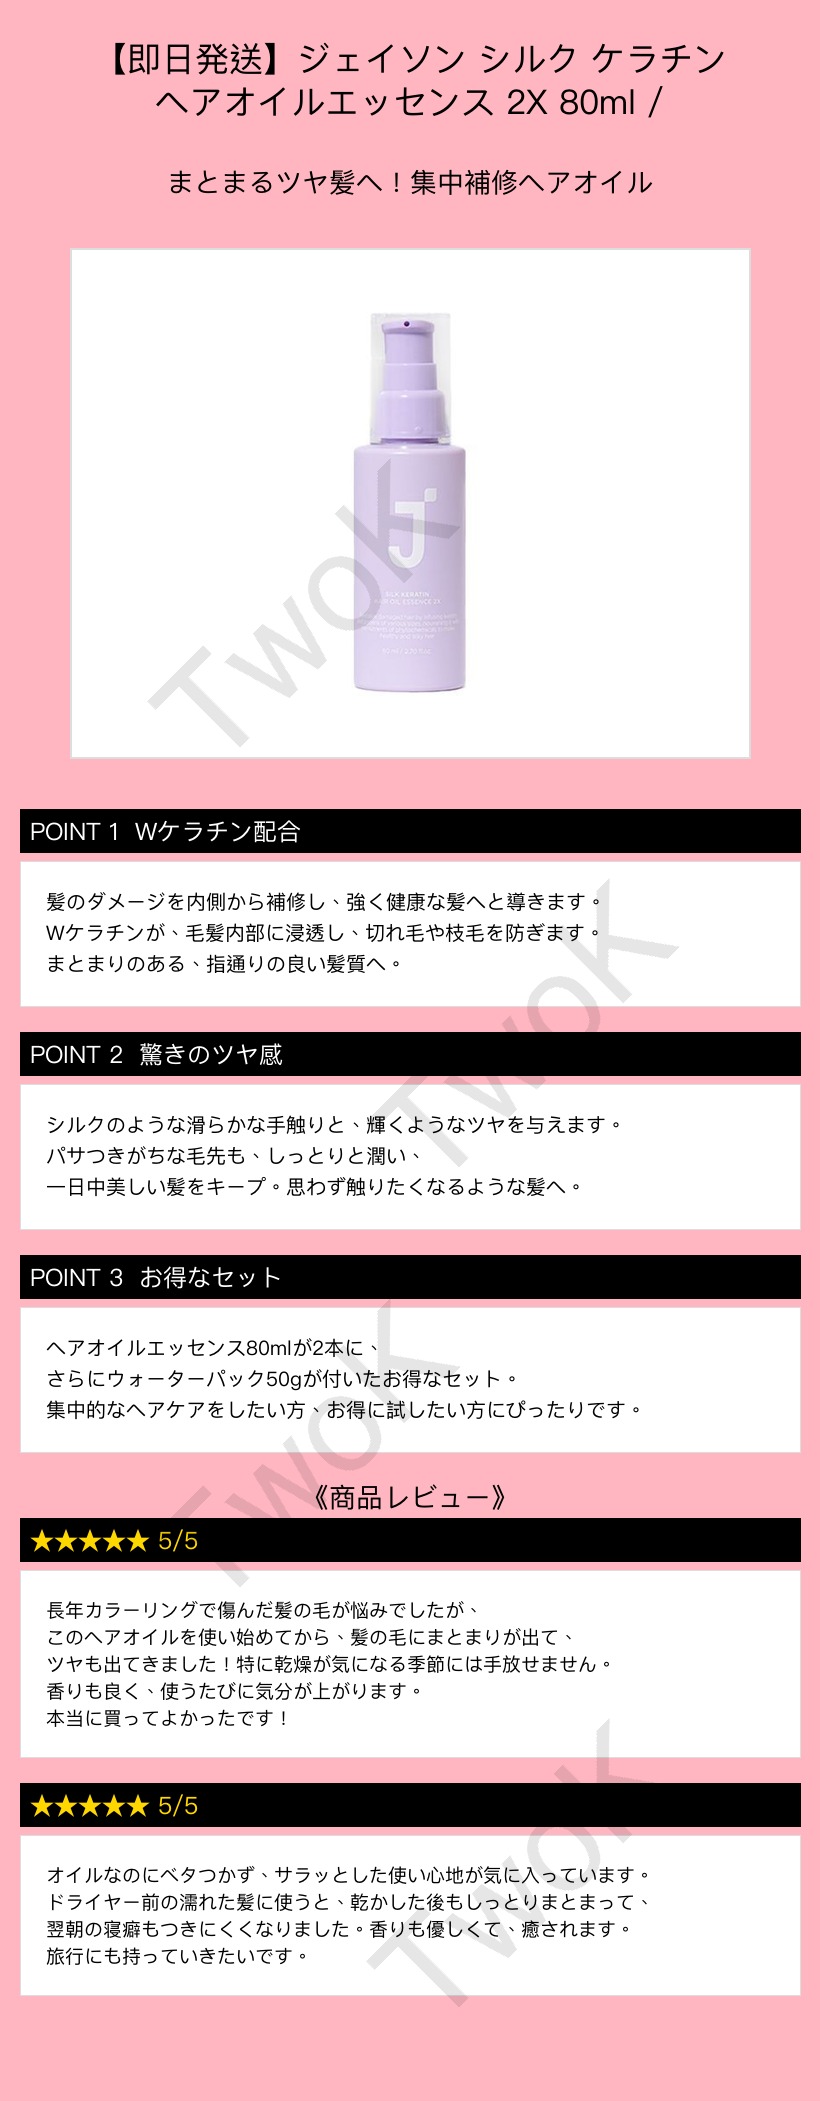 【即日発送】ジェイソン シルク ケラチン
ヘアオイルエッセンス 2X 80ml /
まとまるツヤ髪へ！集中補修ヘアオイル
J
SILK KERATIN
HAIR OIL ESSENCE 2X
80 ml / 2.70 fl.oz.
TwoK
POINT 1 Wケラチン配合
髪のダメージを内側から補修し、強く健康な髪へと導きます。
Wケラチンが、毛髪内部に浸透し、切れ毛や枝毛を防ぎます。
まとまりのある、指通りの良い髪質へ。
TwoK
POINT 2 驚きのツヤ感
シルクのような滑らかな手触りと、輝くようなツヤを与えます。
パサつきがちな毛先も、しっとりと潤い、
一日中美しい髪をキープ。思わず触りたくなるような髪へ。
POINT 3 お得なセット
ヘアオイルエッセンス80mlが2本に、
さらにウォーターパック50gが付いたお得なセット。
集中的なヘアケアをしたい方、お得に試したい方にぴったりです。
TwoK
《商品レビュー》
★★★★★ 5/5
長年カラーリングで傷んだ髪の毛が悩みでしたが、
このヘアオイルを使い始めてから、髪の毛にまとまりが出て、
ツヤも出てきました！特に乾燥が気になる季節には手放せません。
香りも良く、使うたびに気分が上がります。
本当に買ってよかったです！
★★★★★ 5/5
オイルなのにベタつかず、サラッとした使い心地が気に入っています。
ドライヤー前の濡れた髪に使うと、乾かした後もしっとりまとまって、
翌朝の寝癖もつきにくくなりました。香りも優しくて、癒されます。
旅行にも持っていきたいです。
TwoK